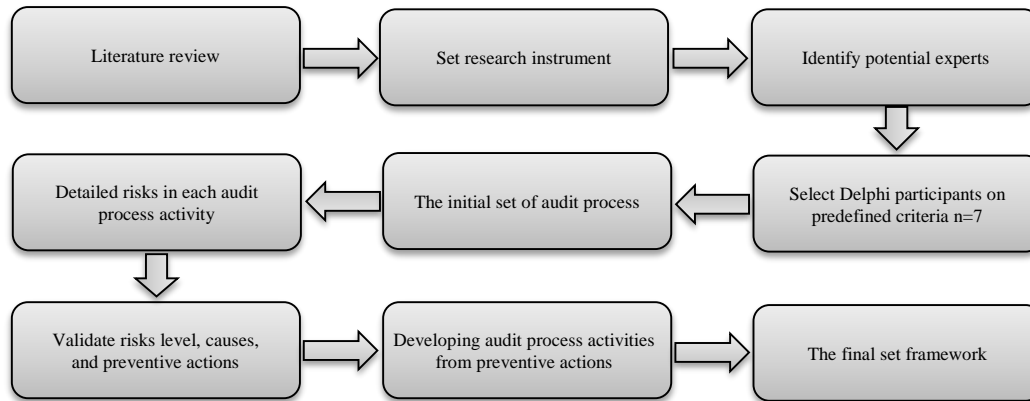 Literature review
Set research instrument
Identify potential experts
Select Delphi participants on
predefined criteria n=7
The initial set of audit process
Detailed risks in each audit
process activity
Validate risks level, causes,
and preventive actions
Developing audit process activities
from preventive actions
The final set framework